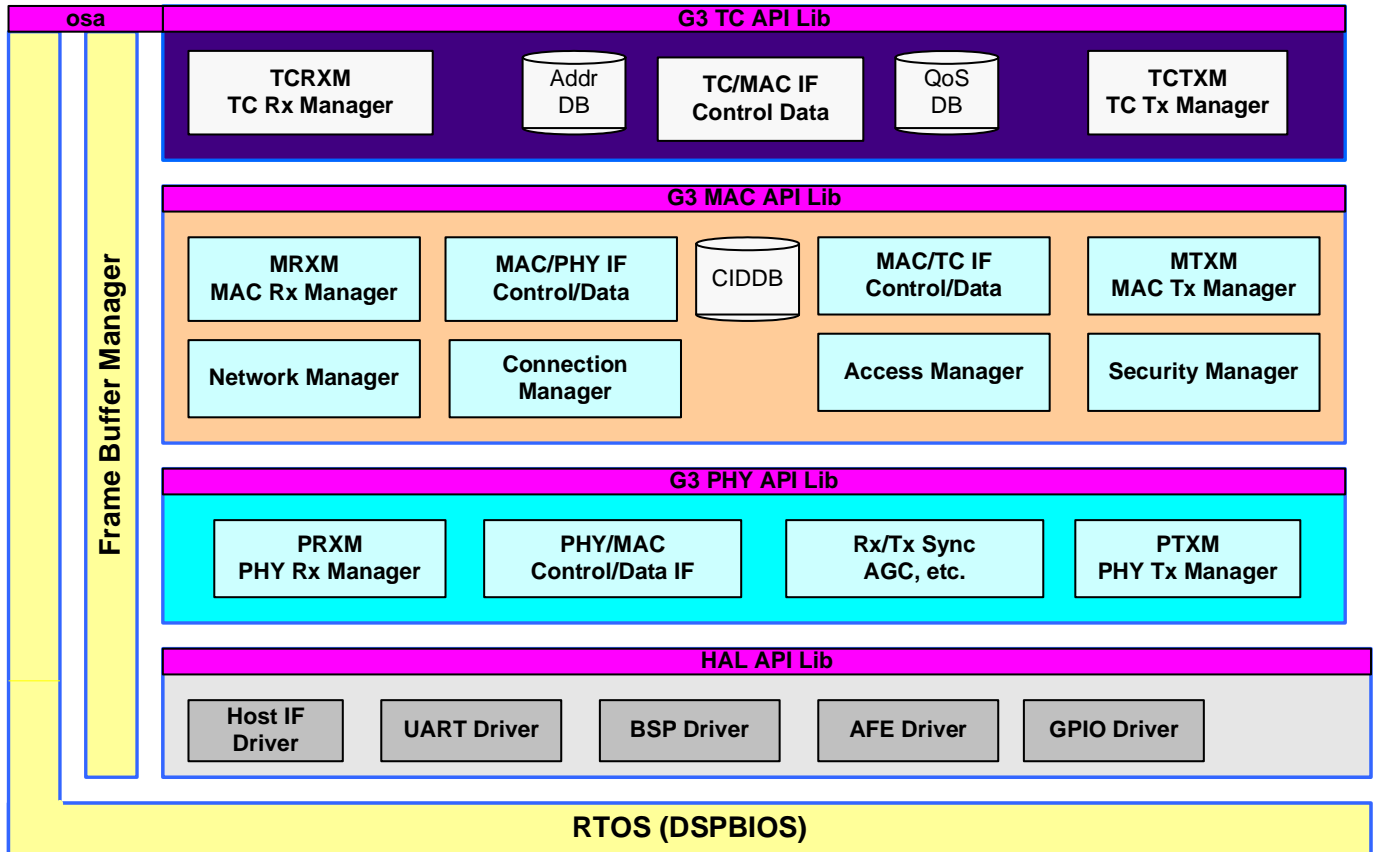 osa
G3 TC API Lib
TCRXM
TC Rx Manager
Addr
DB
TC/MAC IF
Control Data
QoS
DB
TCTXM
TC Tx Manager
Frame Buffer Manager
G3 MAC API Lib
MRXM
MAC Rx Manager
MAC/PHY IF
Control/Data
CIDDB
MAC/TC IF
Control/Data
MTXM
MAC Tx Manager
Network Manager
Connection
Manager
Access Manager
Security Manager
G3 PHY API Lib
PRXM
PHY Rx Manager
PHY/MAC
Control/Data IF
Rx/Tx Sync
AGC, etc.
PTXM
PHY Tx Manager
HAL API Lib
Host IF
Driver
UART Driver
BSP Driver
AFE Driver
GPIO Driver
RTOS (DSPBIOS)